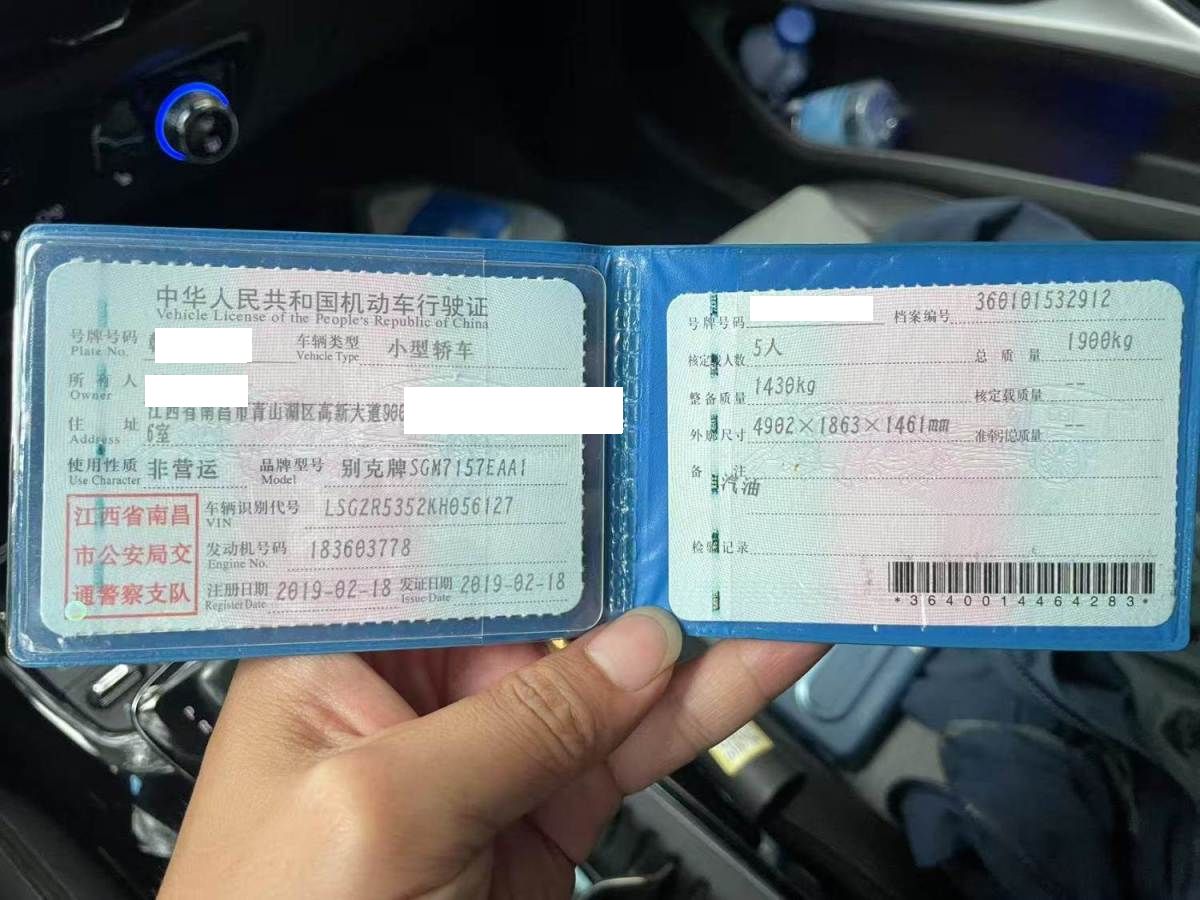 中华人民共和国机动车行驶证
Vehicle License of the People's Republic of China
号牌号码
Plate No.
车辆类型 小型轿车
Vehicle Type
所有人
Owner
住址 江西省南昌市青山湖区高新大道900
Address 6室
使用性质 非营运 品牌型号 别克牌SGM7157EAA1
Use Character Model
江西省南昌
市公安局交
通警察支队
车辆识别代号 LSGZR5352KH056127
VIN
发动机号码 183603778
Engine No.
注册日期 2019-02-18 发证日期 2019-02-18
Register Date Issue Date
号牌号码 档案编号 360101532912
核定载人数 5人 总质量 1900kg
整备质量 1430kg 核定载质量 --
外廓尺寸 4902×1863×1461mm 准牵引总质量 --
备注 汽油
检验记录
*3640014464283*